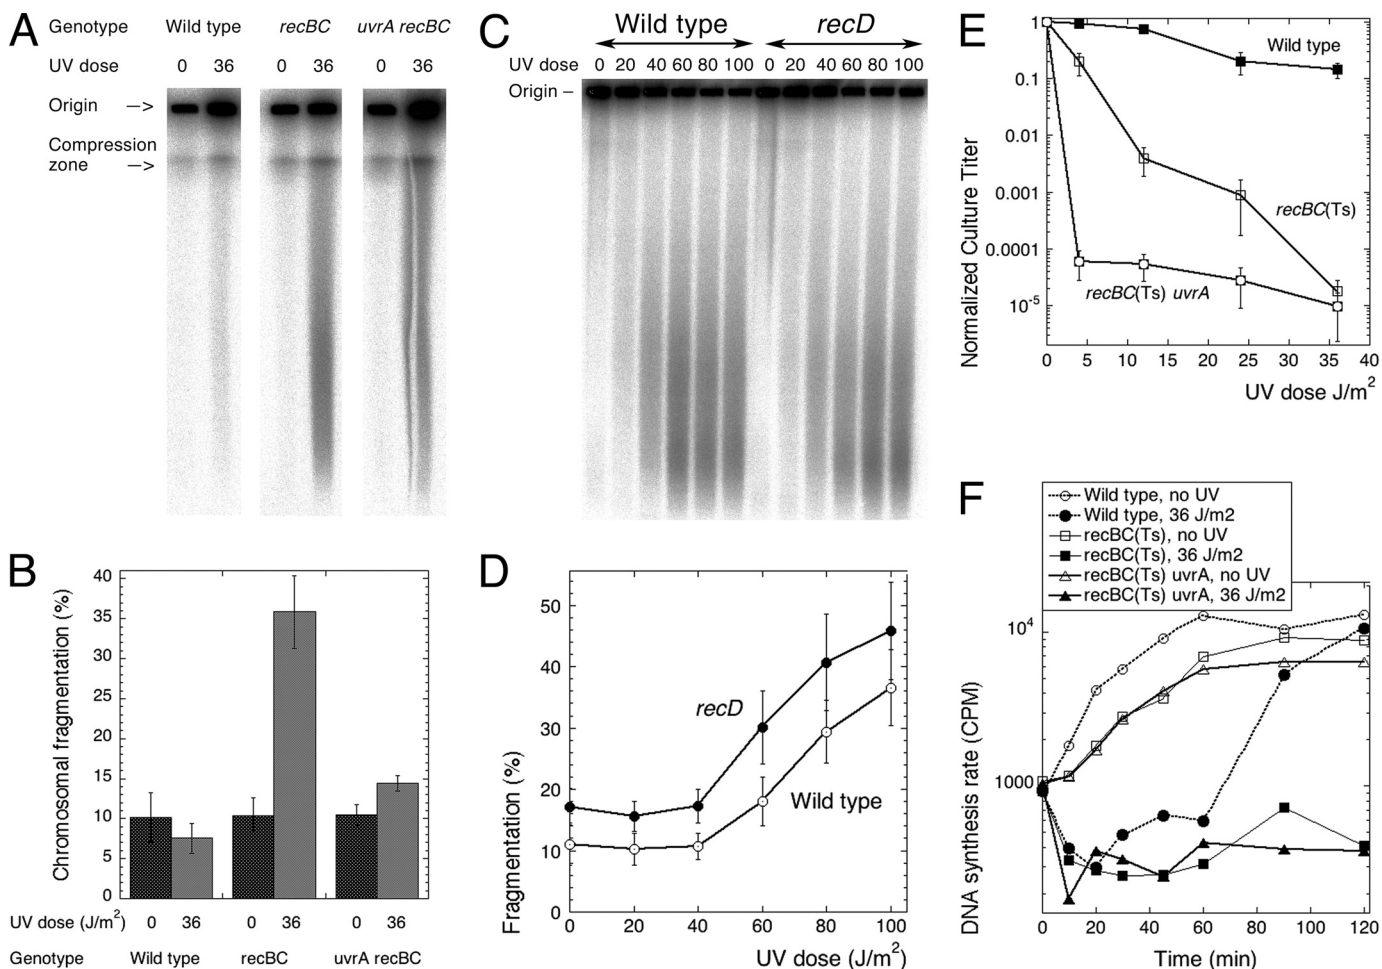 A
Genotype Wild type recBC uvrA recBC
UV dose 0 36 0 36 0 36
Origin —>
Compression
zone —>
B
Chromosomal fragmentation (%)
40
35
30
25
20
15
10
5
0
UV dose (J/m²) 0 36 0 36 0 36
Genotype Wild type recBC uvrA recBC
C
Wild type recD
UV dose 0 20 40 60 80 100 0 20 40 60 80 100
Origin –
D
Fragmentation (%)
50
40
30
20
10
0
recD
Wild type
0 20 40 60 80 100
UV dose (J/m²)
E
Normalized Culture Titer
1
0.1
0.01
0.001
0.0001
10⁻⁵
Wild type
recBC(Ts)
recBC(Ts) uvrA
0 5 10 15 20 25 30 35 40
UV dose J/m²
F
Wild type, no UV
Wild type, 36 J/m2
recBC(Ts), no UV
recBC(Ts), 36 J/m2
recBC(Ts) uvrA, no UV
recBC(Ts) uvrA, 36 J/m2
DNA synthesis rate (CPM)
10⁴
1000
0 20 40 60 80 100 120
Time (min)